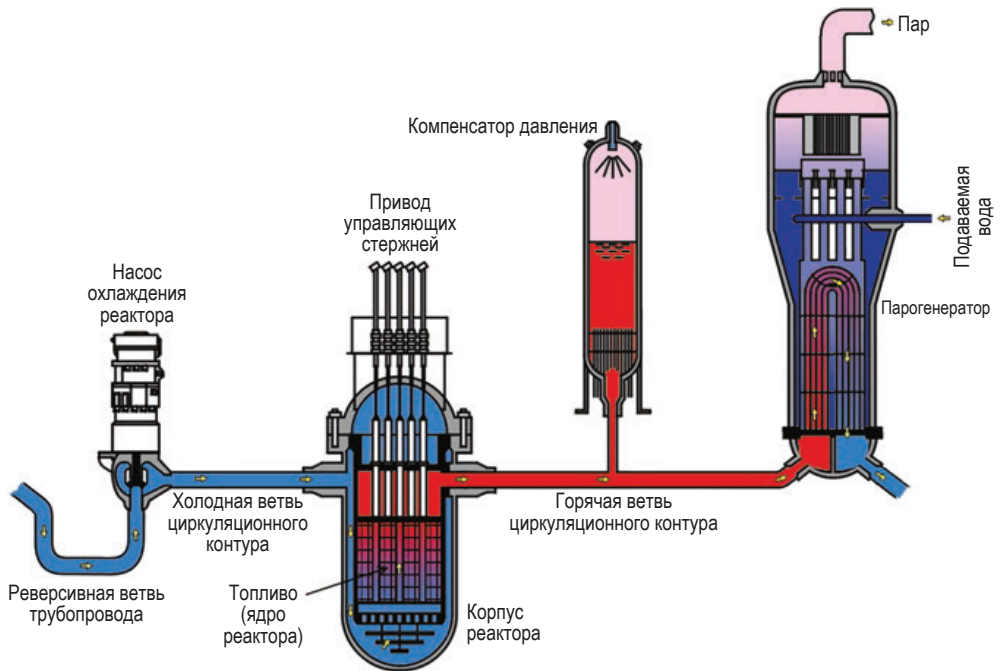 Пар
Компенсатор давления
Привод
управляющих
стержней
Подаваемая
вода
Насос
охлаждения
реактора
Парогенератор
Холодная ветвь
циркуляционного
контура
Горячая ветвь
циркуляционного контура
Реверсивная ветвь
трубопровода
Топливо
(ядро
реактора)
Корпус
реактора